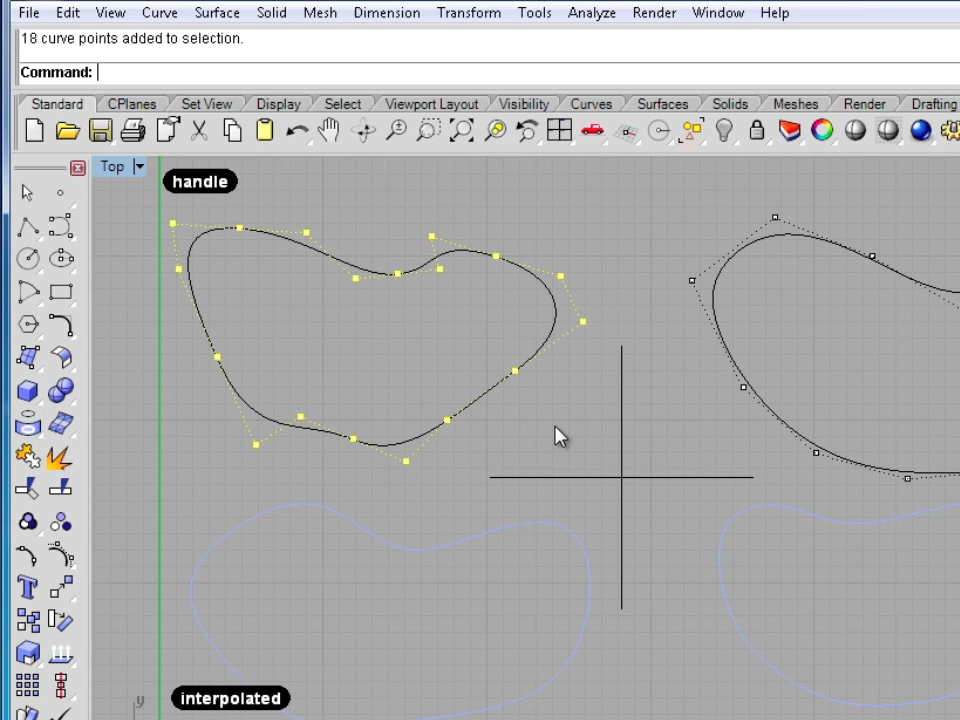 File Edit View Curve Surface Solid Mesh Dimension Transform Tools Analyze Render Window Help
18 curve points added to selection.
Command:
Standard CPlanes Set View Display Select Viewport Layout Visibility Curves Surfaces Solids Meshes Render Drafting
Top
handle
interpolated
y